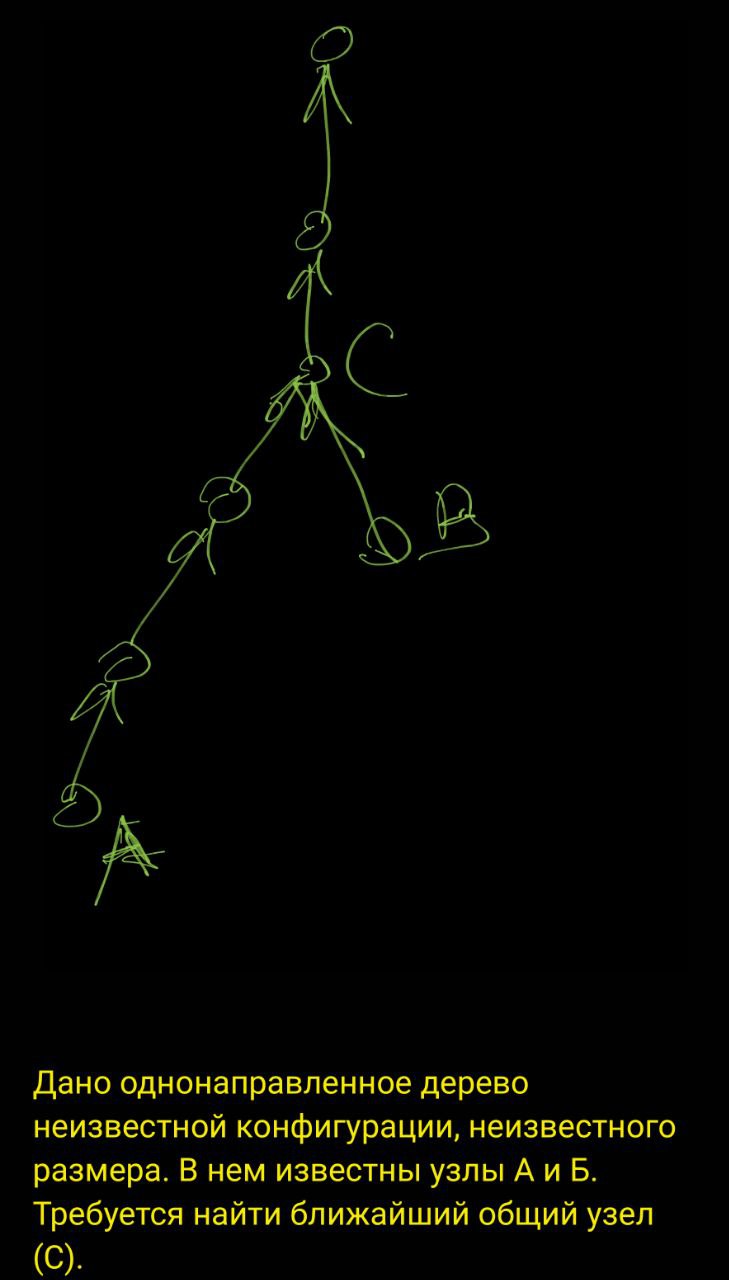 C
B
A
Дано однонаправленное дерево
неизвестной конфигурации, неизвестного
размера. В нем известны узлы А и Б.
Требуется найти ближайший общий узел
(С).